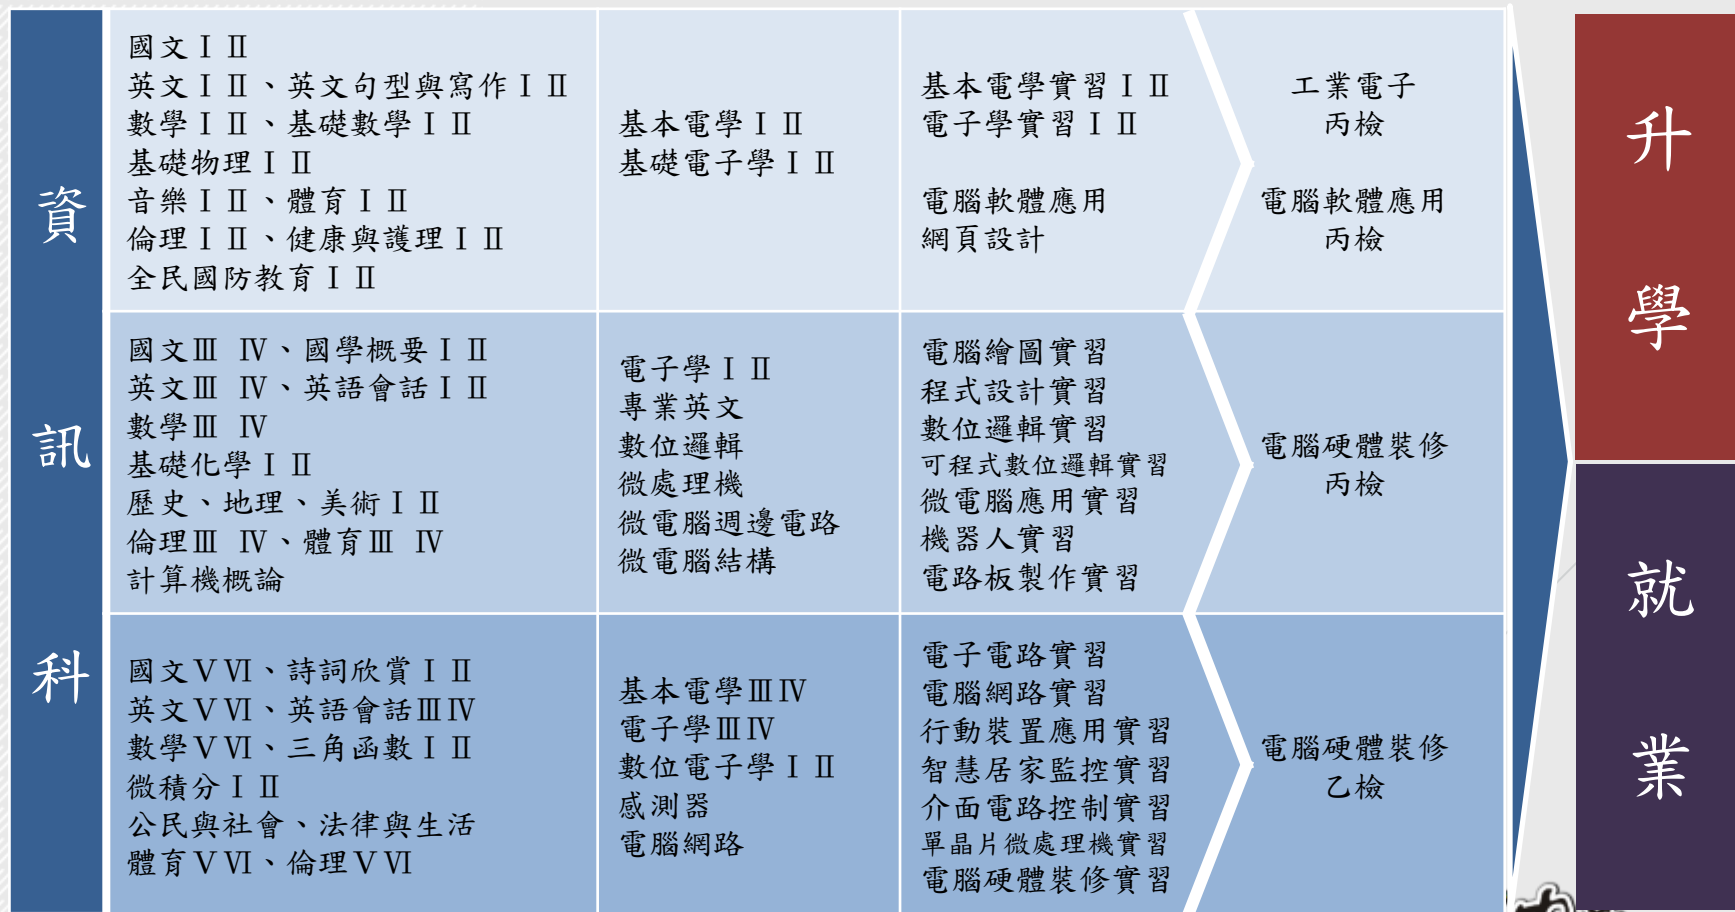 資訊科
國文ⅠⅡ
英文ⅠⅡ、英文句型與寫作ⅠⅡ
數學ⅠⅡ、基礎數學ⅠⅡ
基礎物理ⅠⅡ
音樂ⅠⅡ、體育ⅠⅡ
倫理ⅠⅡ、健康與護理ⅠⅡ
全民國防教育ⅠⅡ
基本電學ⅠⅡ
基礎電子學ⅠⅡ
基本電學實習ⅠⅡ
電子學實習ⅠⅡ
電腦軟體應用
網頁設計
工業電子
丙檢
電腦軟體應用
丙檢
國文Ⅲ Ⅳ、國學概要ⅠⅡ
英文Ⅲ Ⅳ、英語會話ⅠⅡ
數學Ⅲ Ⅳ
基礎化學ⅠⅡ
歷史、地理、美術ⅠⅡ
倫理Ⅲ Ⅳ、體育Ⅲ Ⅳ
計算機概論
電子學ⅠⅡ
專業英文
數位邏輯
微處理機
微電腦週邊電路
微電腦結構
電腦繪圖實習
程式設計實習
數位邏輯實習
可程式數位邏輯實習
微電腦應用實習
機器人實習
電路板製作實習
電腦硬體裝修
丙檢
國文ⅤⅥ、詩詞欣賞ⅠⅡ
英文ⅤⅥ、英語會話ⅢⅣ
數學ⅤⅥ、三角函數ⅠⅡ
微積分ⅠⅡ
公民與社會、法律與生活
體育ⅤⅥ、倫理ⅤⅥ
基本電學ⅢⅣ
電子學ⅢⅣ
數位電子學ⅠⅡ
感測器
電腦網路
電子電路實習
電腦網路實習
行動裝置應用實習
智慧居家監控實習
介面電路控制實習
單晶片微處理機實習
電腦硬體裝修實習
電腦硬體裝修
乙檢
升學
就業